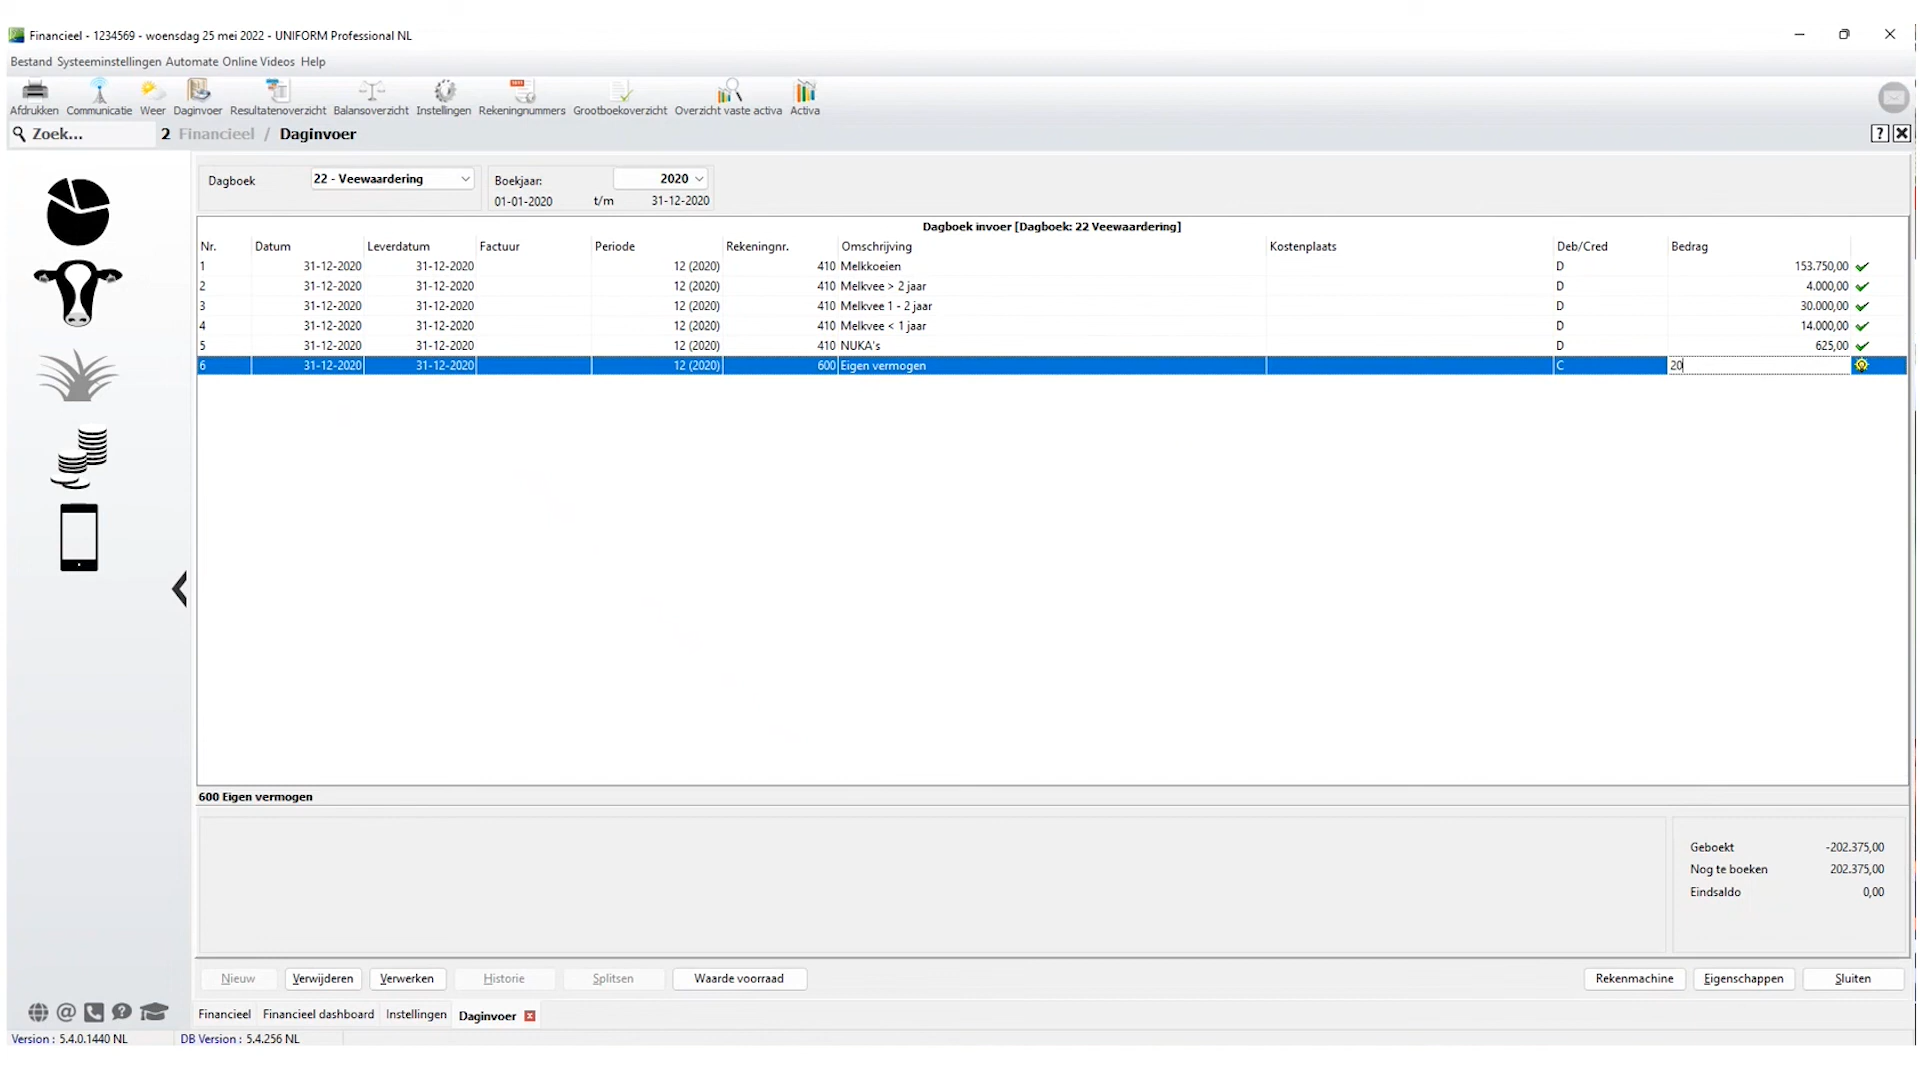 Financieel - 1234569 - woensdag 25 mei 2022 - UNIFORM Professional NL
Bestand Systeeminstellingen Automate Online Videos Help
Afdrukken Communicatie Weer Daginvoer Resultatenoverzicht Balansoverzicht Instellingen Rekeningnummers Grootboekoverzicht Overzicht vaste activa Activa
Zoek... 2 Financieel / Daginvoer ?
Dagboek 22 - Veewaardering Boekjaar: 2020
01-01-2020 t/m 31-12-2020
Dagboek invoer [Dagboek: 22 Veewaardering]
Nr. Datum Leverdatum Factuur Periode Rekeningnr. Omschrijving Kostenplaats Deb/Cred Bedrag
1 31-12-2020 31-12-2020 12 (2020) 410 Melkkoeien D 153.750,00
2 31-12-2020 31-12-2020 12 (2020) 410 Melkvee > 2 jaar D 4.000,00
3 31-12-2020 31-12-2020 12 (2020) 410 Melkvee 1 - 2 jaar D 30.000,00
4 31-12-2020 31-12-2020 12 (2020) 410 Melkvee < 1 jaar D 14.000,00
5 31-12-2020 31-12-2020 12 (2020) 410 NUKA's D 625,00
6 31-12-2020 31-12-2020 12 (2020) 600 Eigen vermogen C 20
600 Eigen vermogen
Geboekt -202.375,00
Nog te boeken 202.375,00
Eindsaldo 0,00
Nieuw Verwijderen Verwerken Historie Splitsen Waarde voorraad Rekenmachine Eigenschappen Sluiten
Financieel Financieel dashboard Instellingen Daginvoer
Version : 5.4.0.1440 NL DB Version : 5.4.256 NL